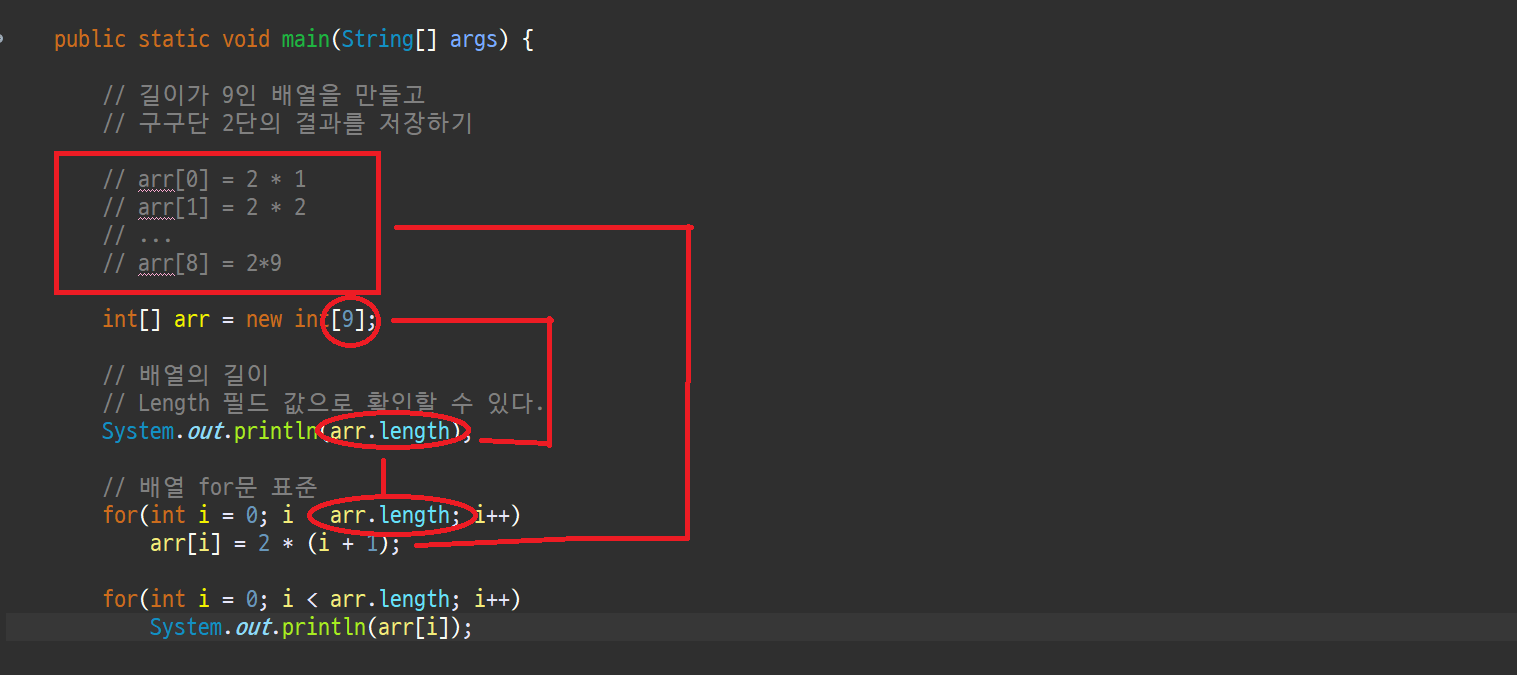 public static void main(String[] args) {
// 길이가 9인 배열을 만들고
// 구구단 2단의 결과를 저장하기
// arr[0] = 2 * 1
// arr[1] = 2 * 2
// ...
// arr[8] = 2*9
int[] arr = new int[9];
// 배열의 길이
// Length 필드 값으로 확인할 수 있다.
System.out.println(arr.length);
// 배열 for문 표준
for(int i = 0; i arr.length; i++)
arr[i] = 2 * (i + 1);
for(int i = 0; i < arr.length; i++)
System.out.println(arr[i]);